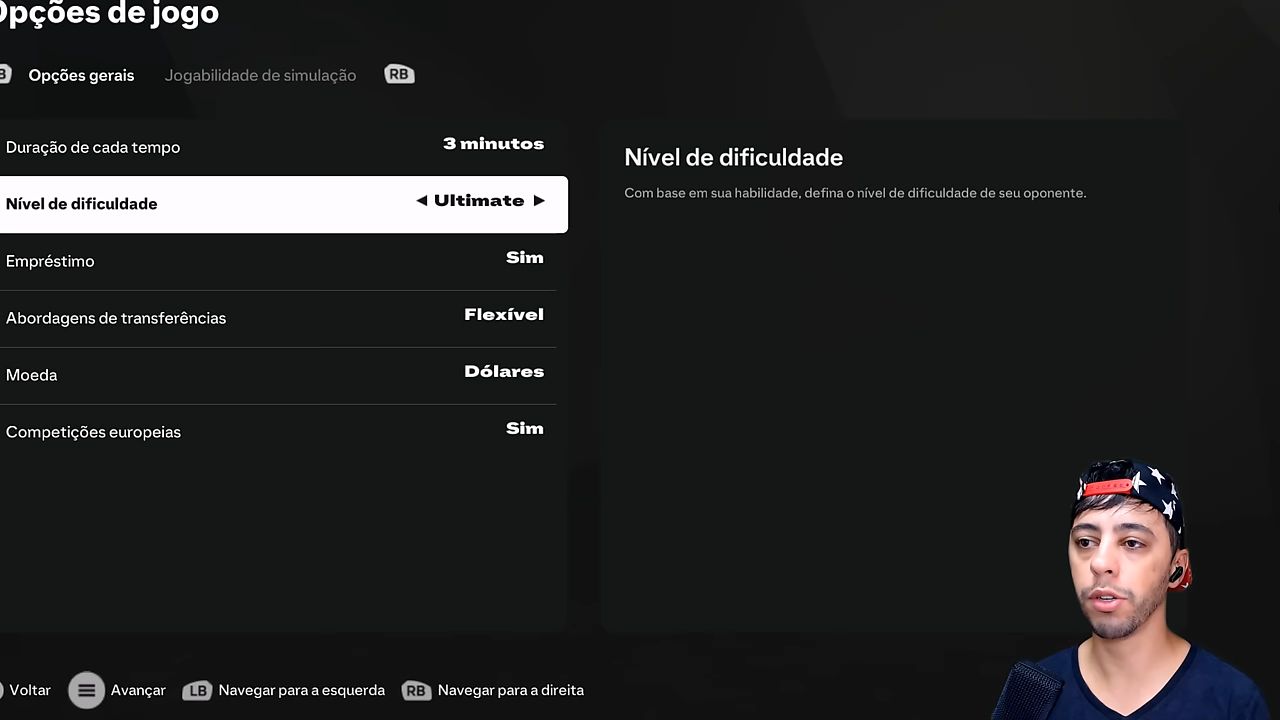 Opções de jogo
B Opções gerais Jogabilidade de simulação RB
Duração de cada tempo 3 minutos
Nível de dificuldade Ultimate
Empréstimo Sim
Abordagens de transferências Flexível
Moeda Dólares
Competições europeias Sim
Nível de dificuldade
Com base em sua habilidade, defina o nível de dificuldade de seu oponente.
Voltar Avançar LB Navegar para a esquerda RB Navegar para a direita